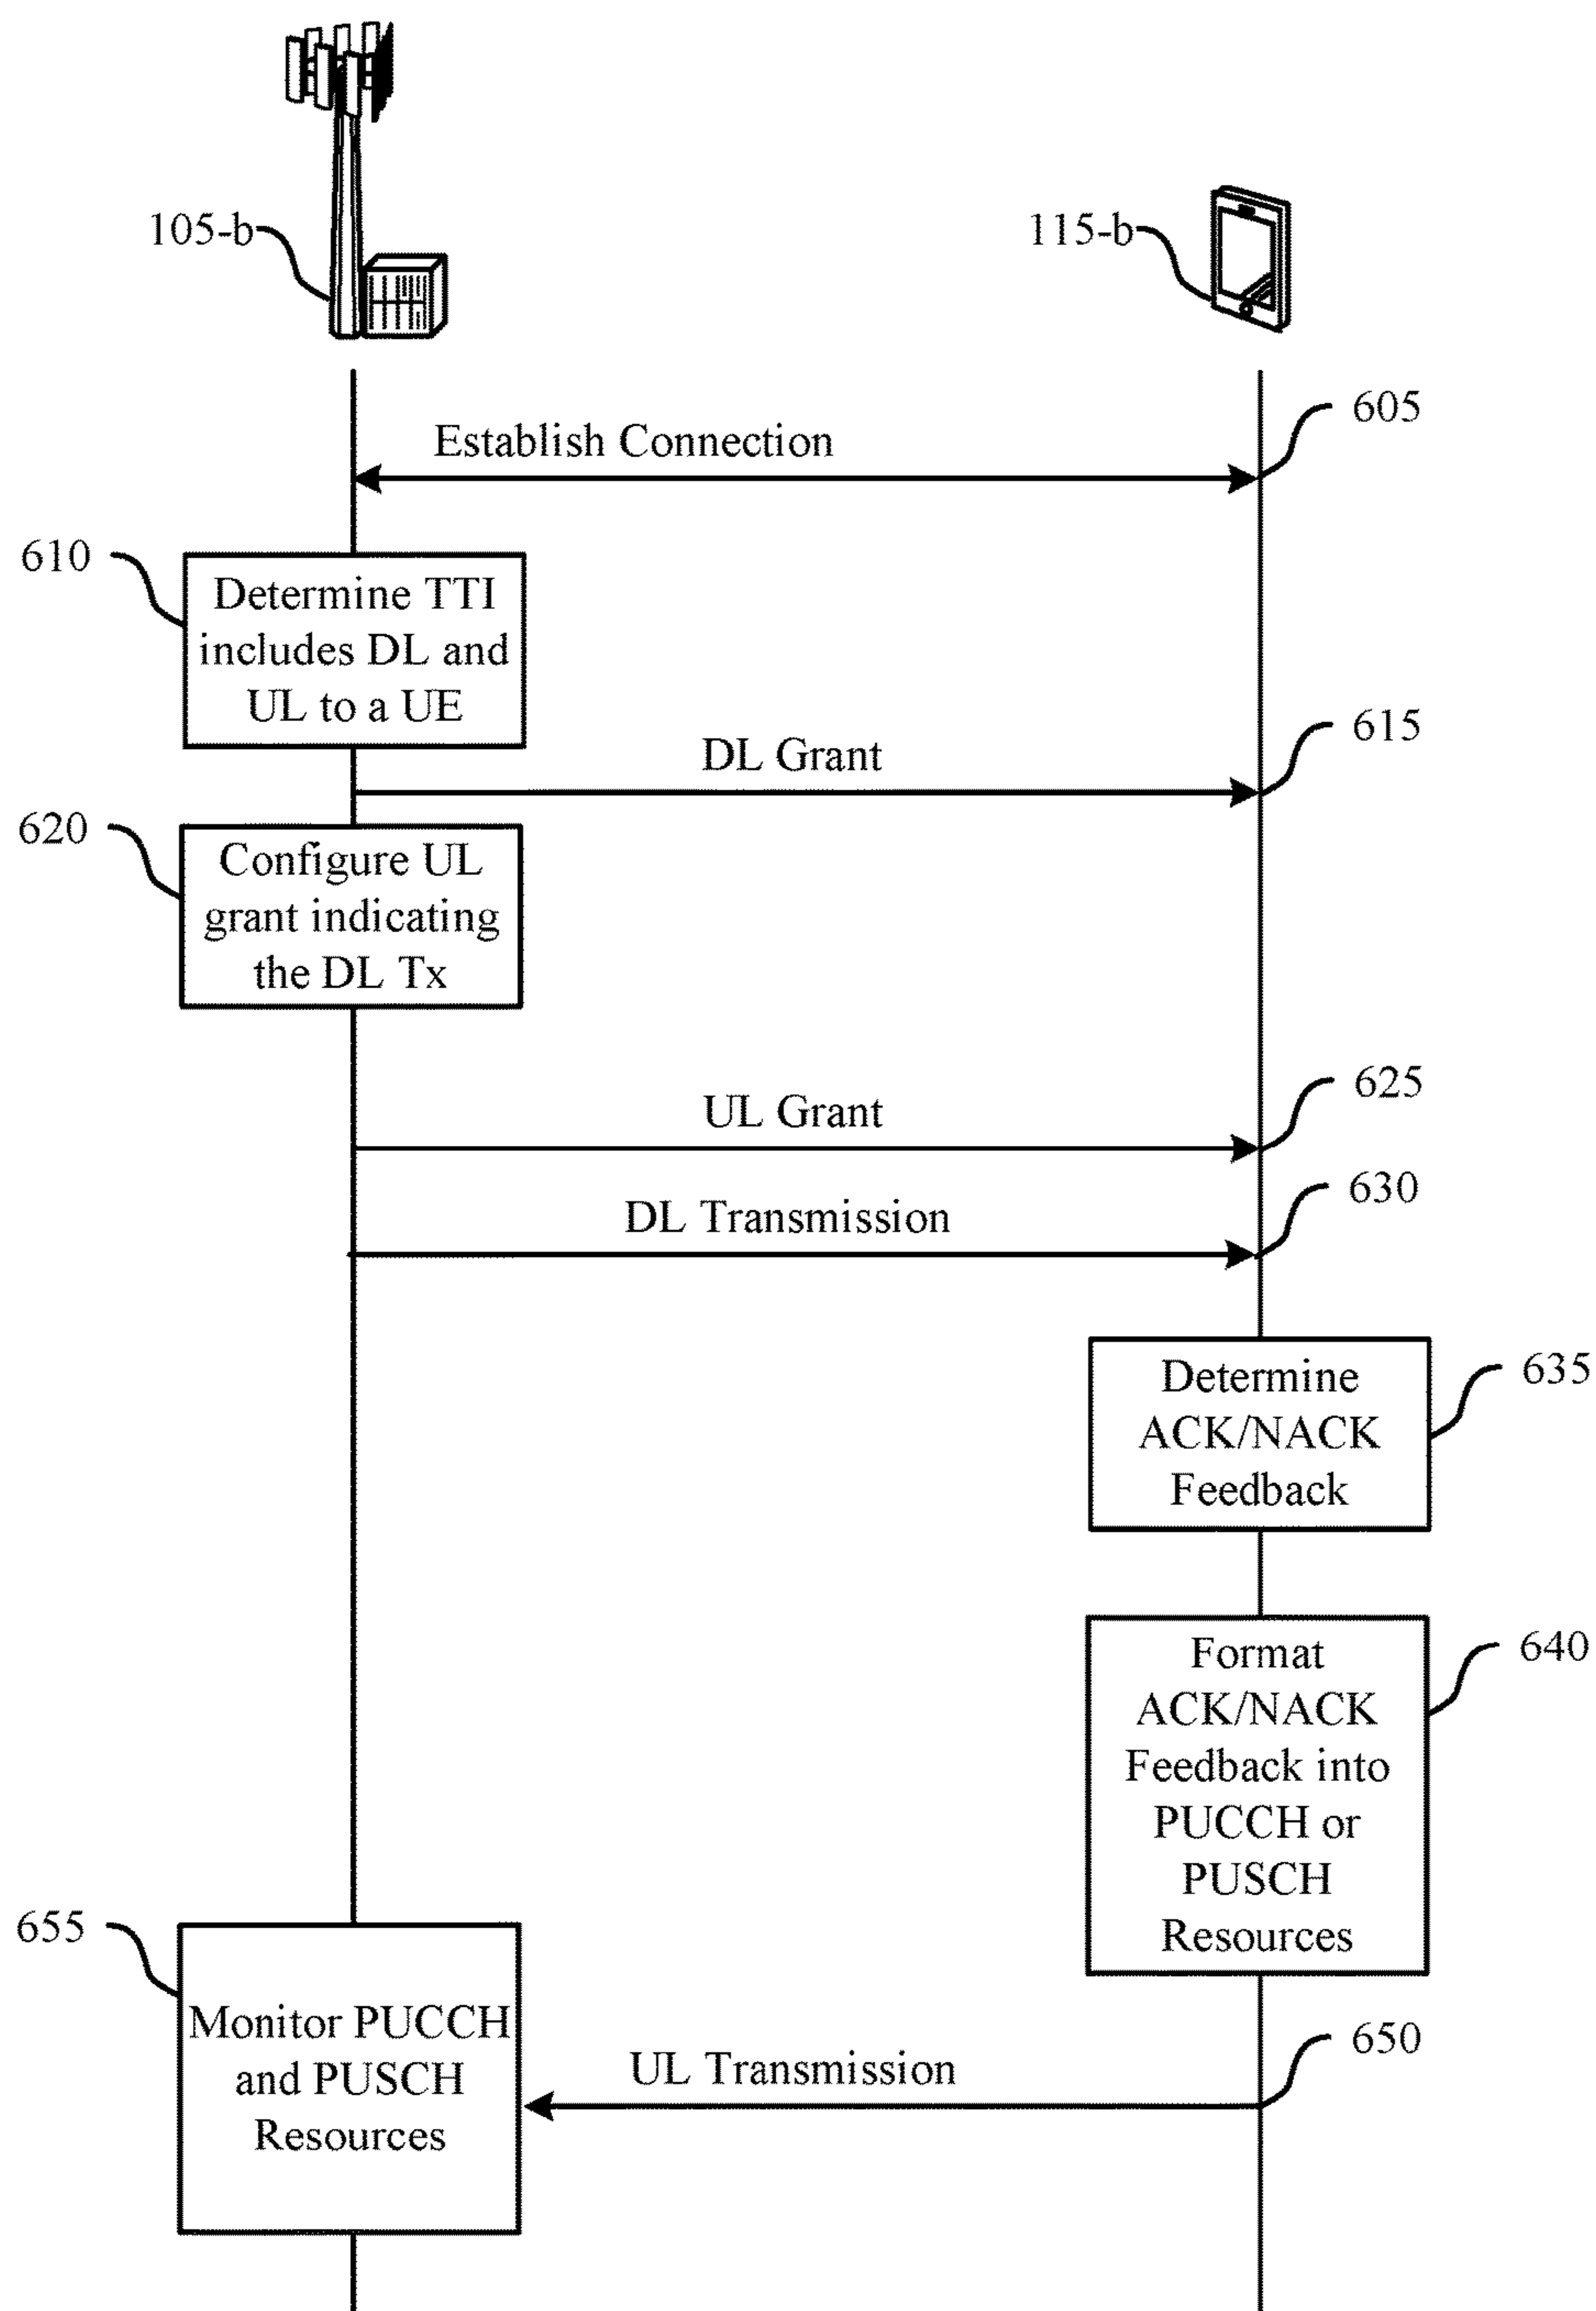 105-b
115-b
605
Establish Connection
610
Determine TTI
includes DL and
UL to a UE
615
DL Grant
620
Configure UL
grant indicating
the DL Tx
625
UL Grant
630
DL Transmission
635
Determine
ACK/NACK
Feedback
640
Format
ACK/NACK
Feedback into
PUCCH or
PUSCH
Resources
655
Monitor PUCCH
and PUSCH
Resources
650
UL Transmission